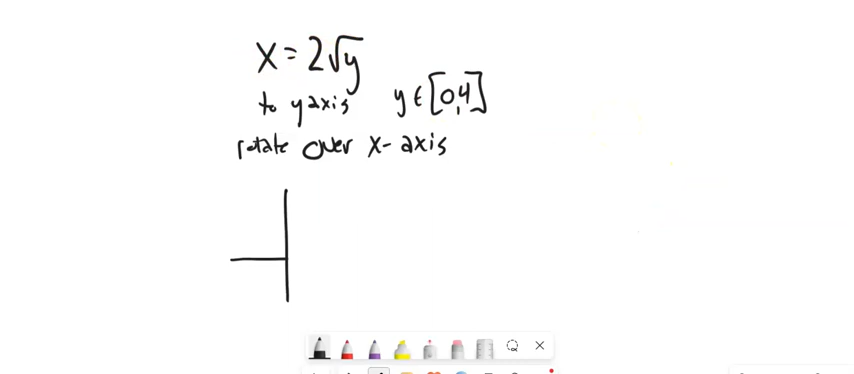 x = 2√y
to y axis y ∈ [0,4]
rotate over x-axis